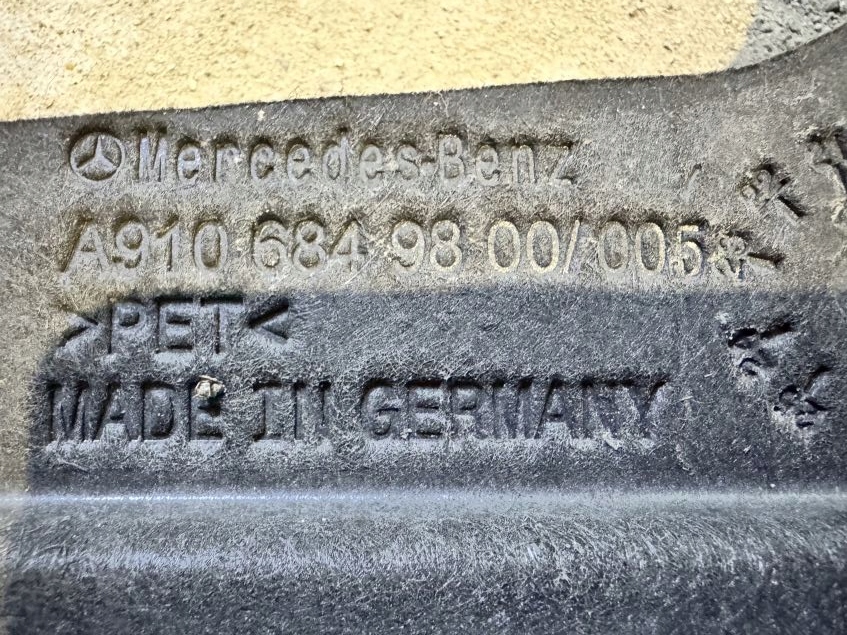 Mercedes-Benz
A910 684 98 00/005
>PET<
MADE IN GERMANY